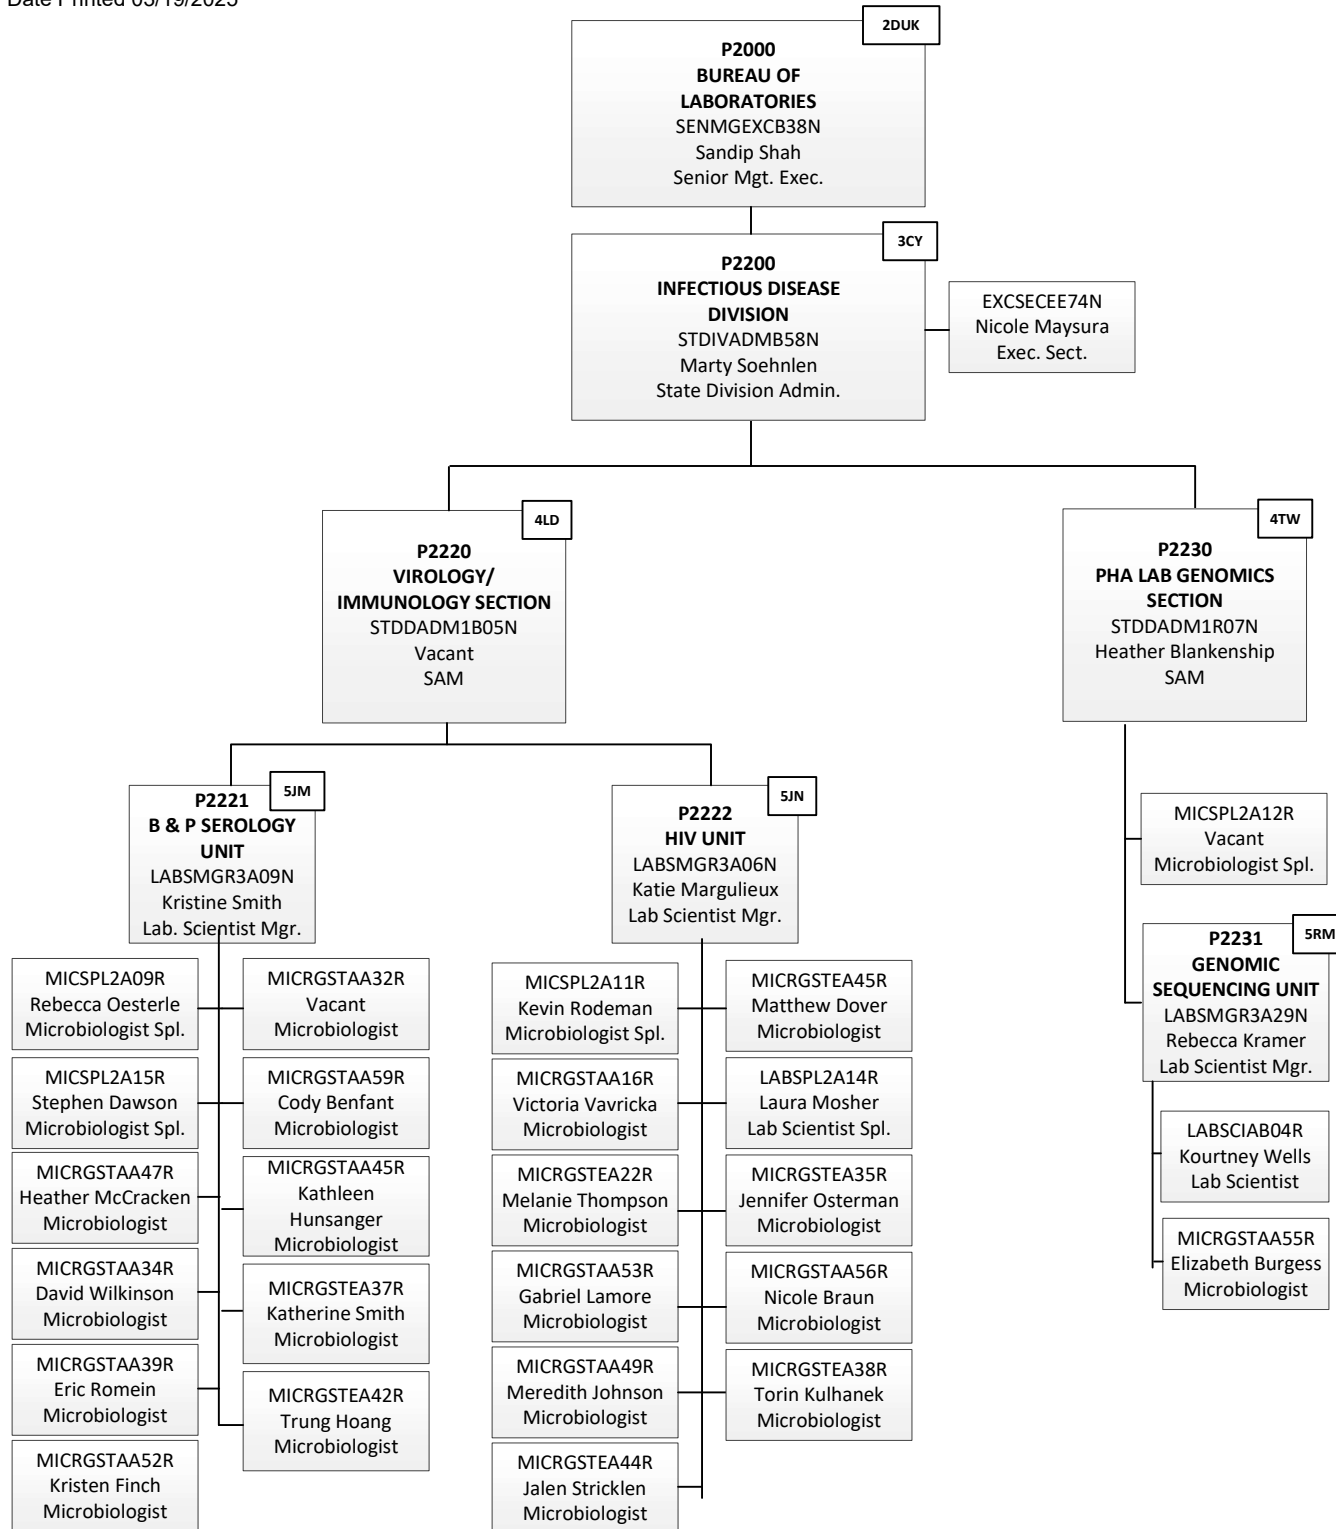 Date Printed 05/19/2025
2DUK
P2000
BUREAU OF
LABORATORIES
SENMGEXCB38N
Sandip Shah
Senior Mgt. Exec.
3CY
P2200
INFECTIOUS DISEASE
DIVISION
STDIVADMB58N
Marty Soehnlen
State Division Admin.
EXCSECEE74N
Nicole Maysura
Exec. Sect.
4LD
P2220
VIROLOGY/
IMMUNOLOGY SECTION
STDDADM1B05N
Vacant
SAM
4TW
P2230
PHA LAB GENOMICS
SECTION
STDDADM1R07N
Heather Blankenship
SAM
5JM
P2221
B & P SEROLOGY
UNIT
LABSMGR3A09N
Kristine Smith
Lab. Scientist Mgr.
5JN
P2222
HIV UNIT
LABSMGR3A06N
Katie Margulieux
Lab Scientist Mgr.
MICSPL2A12R
Vacant
Microbiologist Spl.
5RM
P2231
GENOMIC
SEQUENCING UNIT
LABSMGR3A29N
Rebecca Kramer
Lab Scientist Mgr.
MICSPL2A09R
Rebecca Oesterle
Microbiologist Spl.
MICRGSTAA32R
Vacant
Microbiologist
MICSPL2A15R
Stephen Dawson
Microbiologist Spl.
MICRGSTAA59R
Cody Benfant
Microbiologist
MICRGSTAA47R
Heather McCracken
Microbiologist
MICRGSTAA45R
Kathleen
Hunsanger
Microbiologist
MICRGSTAA34R
David Wilkinson
Microbiologist
MICRGSTEA37R
Katherine Smith
Microbiologist
MICRGSTAA39R
Eric Romein
Microbiologist
MICRGSTEA42R
Trung Hoang
Microbiologist
MICRGSTAA52R
Kristen Finch
Microbiologist
MICSPL2A11R
Kevin Rodeman
Microbiologist Spl.
MICRGSTEA45R
Matthew Dover
Microbiologist
MICRGSTAA16R
Victoria Vavricka
Microbiologist
LABSPL2A14R
Laura Mosher
Lab Scientist Spl.
MICRGSTEA22R
Melanie Thompson
Microbiologist
MICRGSTEA35R
Jennifer Osterman
Microbiologist
MICRGSTAA53R
Gabriel Lamore
Microbiologist
MICRGSTAA56R
Nicole Braun
Microbiologist
MICRGSTAA49R
Meredith Johnson
Microbiologist
MICRGSTEA38R
Torin Kulhanek
Microbiologist
MICRGSTEA44R
Jalen Stricklen
Microbiologist
LABSCIAB04R
Kourtney Wells
Lab Scientist
MICRGSTAA55R
Elizabeth Burgess
Microbiologist